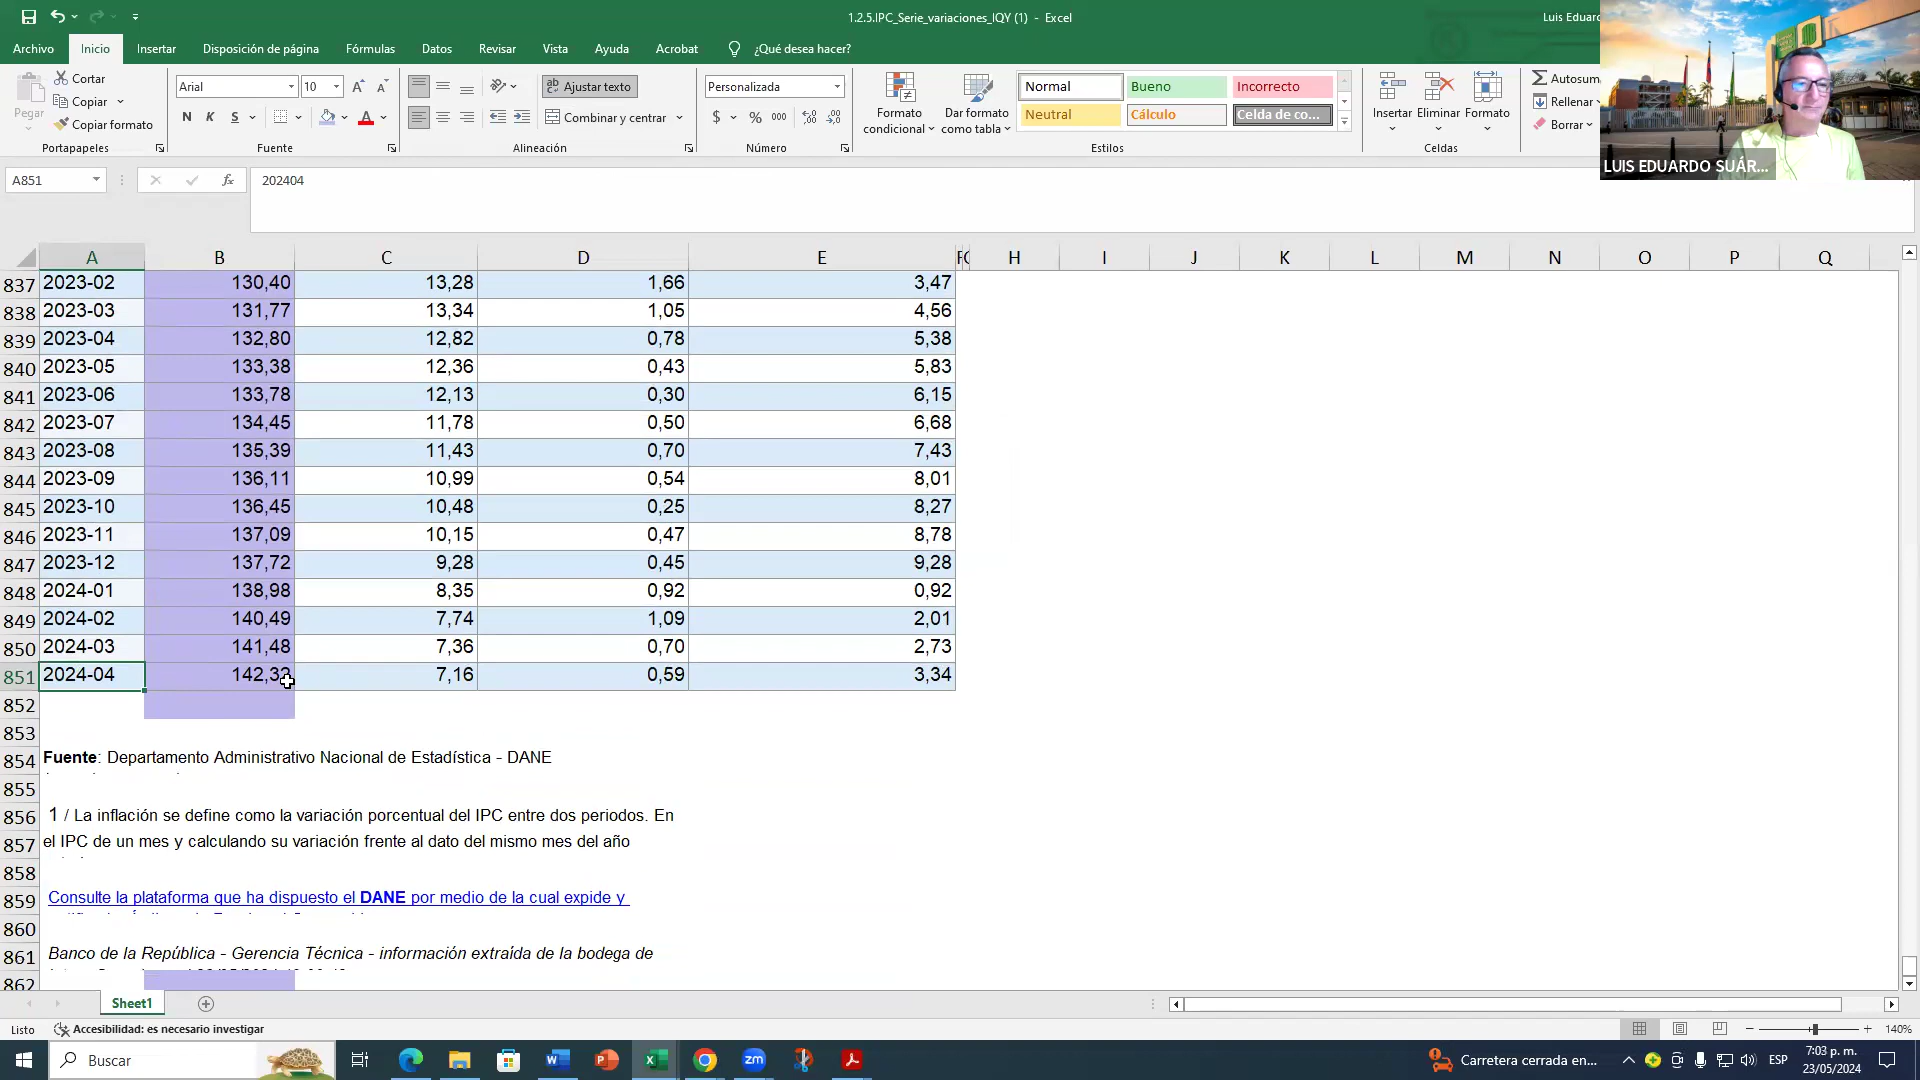 1.2.5.IPC_Serie_variaciones_IQY (1) - Excel
Luis Eduar
Archivo Inicio Insertar Disposición de página Fórmulas Datos Revisar Vista Ayuda Acrobat ¿Qué desea hacer?
Pegar
Cortar
Copiar
Copiar formato
Portapapeles
Arial 10
N K S
Fuente
Ajustar texto
Combinar y centrar
Alineación
Personalizada
$ % 000
Número
Formato condicional
Dar formato como tabla
Normal Bueno Incorrecto
Neutral Cálculo Celda de co...
Estilos
Insertar Eliminar Formato
Celdas
Autosum
Rellenar
Borrar
LUIS EDUARDO SUÁR...
A851 fx 202404
A B C D E F G H I J K L M N O P Q
837 2023-02 130,40 13,28 1,66 3,47
838 2023-03 131,77 13,34 1,05 4,56
839 2023-04 132,80 12,82 0,78 5,38
840 2023-05 133,38 12,36 0,43 5,83
841 2023-06 133,78 12,13 0,30 6,15
842 2023-07 134,45 11,78 0,50 6,68
843 2023-08 135,39 11,43 0,70 7,43
844 2023-09 136,11 10,99 0,54 8,01
845 2023-10 136,45 10,48 0,25 8,27
846 2023-11 137,09 10,15 0,47 8,78
847 2023-12 137,72 9,28 0,45 9,28
848 2024-01 138,98 8,35 0,92 0,92
849 2024-02 140,49 7,74 1,09 2,01
850 2024-03 141,48 7,36 0,70 2,73
851 2024-04 142,32 7,16 0,59 3,34
852
853
854 Fuente: Departamento Administrativo Nacional de Estadística - DANE
855
856 1 / La inflación se define como la variación porcentual del IPC entre dos periodos. En
857 el IPC de un mes y calculando su variación frente al dato del mismo mes del año
858
859 Consulte la plataforma que ha dispuesto el DANE por medio de la cual expide y
860
861 Banco de la República - Gerencia Técnica - información extraída de la bodega de
862
Sheet1
Listo Accesibilidad: es necesario investigar
140%
Buscar
Carretera cerrada en...
ESP
7:03 p. m.
23/05/2024